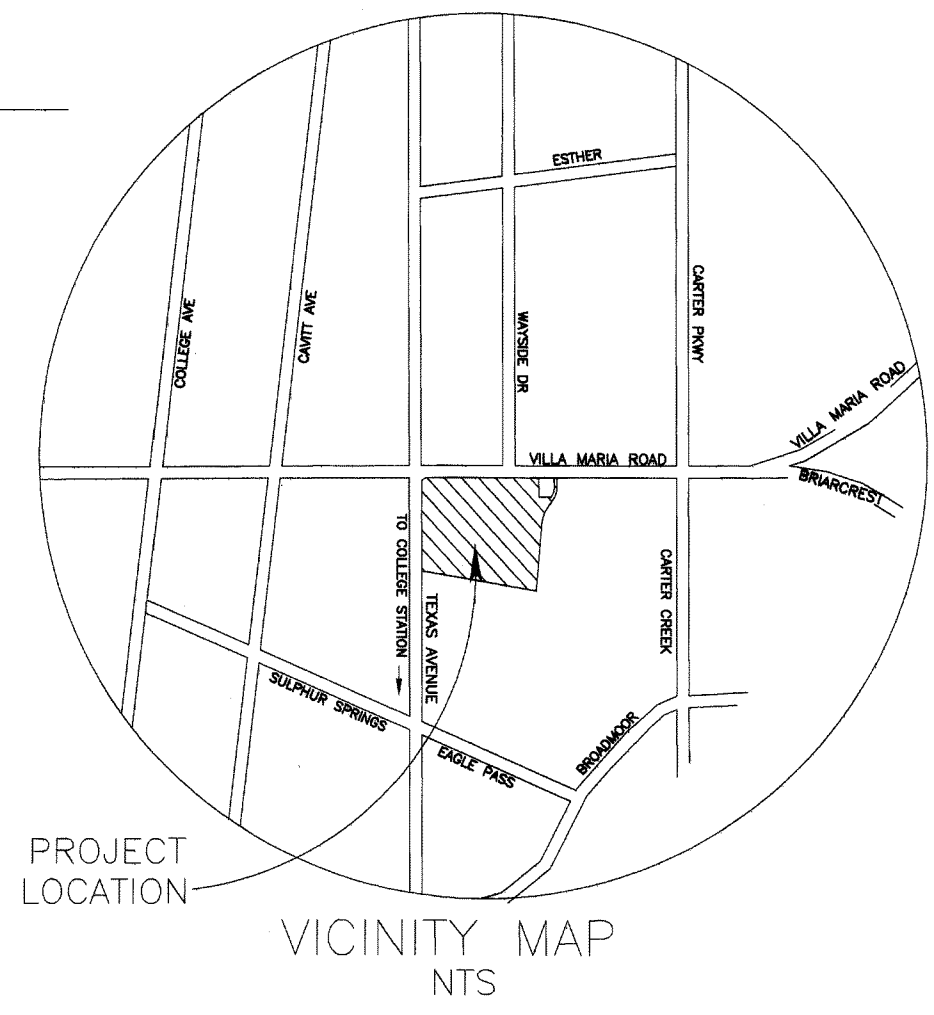 ESTHER
COLLEGE AVE
CAVITT AVE
WAYSIDE DR
CARTER PKWY
VILLA MARIA ROAD
VILLA MARIA ROAD
BRIARCREST
TO COLLEGE STATION
TEXAS AVENUE
CARTER CREEK
SULPHUR SPRINGS
EAGLE PASS
BROADMOOR
PROJECT
LOCATION
VICINITY MAP
NTS